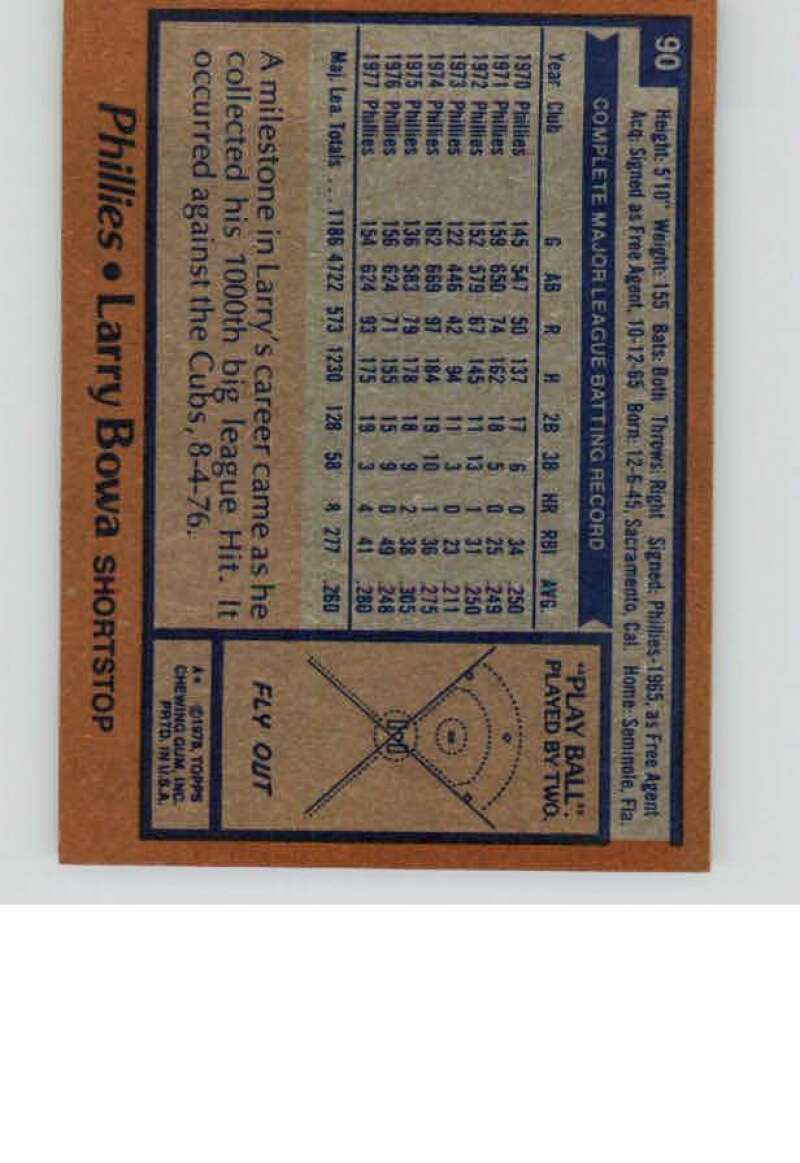 90
Height: 5'10" Weight: 155 Bats: Both Throws: Right Signed: Phillies-1965, as Free Agent
Acq: Signed as Free Agent, 10-12-65 Born: 12-6-45, Sacramento, Cal. Home: Seminole, Fla.
COMPLETE MAJOR LEAGUE BATTING RECORD
Year Club G AB R H 2B 3B HR RBI AVG.
1970 Phillies 145 547 50 137 17 6 0 34 .250
1971 Phillies 159 650 74 162 18 5 0 25 .249
1972 Phillies 152 579 67 145 11 13 1 31 .250
1973 Phillies 122 446 42 94 11 3 0 23 .211
1974 Phillies 162 669 97 184 19 10 1 36 .275
1975 Phillies 136 583 79 178 18 9 2 38 .305
1976 Phillies 156 624 71 155 15 9 0 49 .248
1977 Phillies 154 624 93 175 19 3 4 41 .280
Maj. Lea. Totals ... 1186 4722 573 1230 128 58 8 277 .260
A milestone in Larry's career came as he
collected his 1000th big league Hit. It
occurred against the Cubs, 8-4-76.
"PLAY BALL"
PLAYED BY TWO.
FLY OUT
A* ©1978, TOPPS
CHEWING GUM, INC.
PRTD. IN U.S.A.
Phillies • Larry Bowa SHORTSTOP